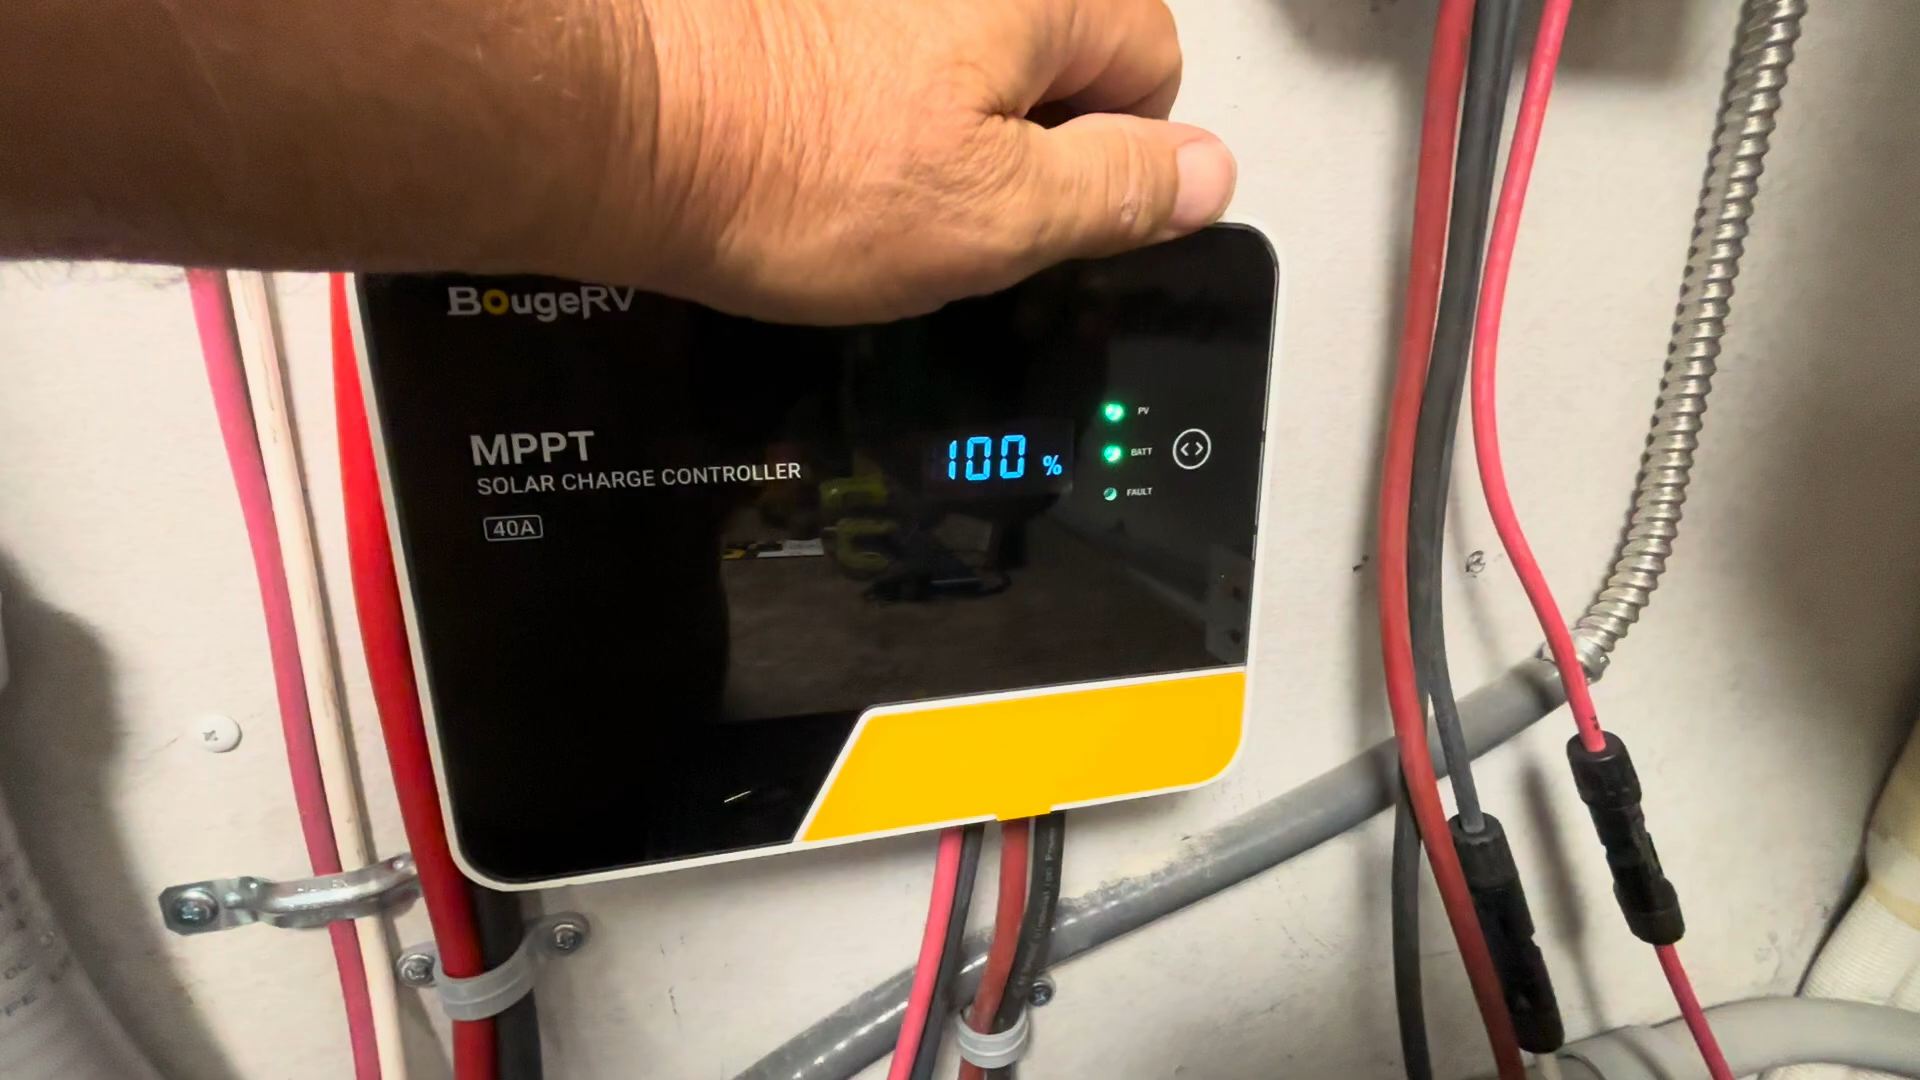 BougeRV
MPPT
SOLAR CHARGE CONTROLLER
40A
100 %
PV
BATT
< >
FAULT